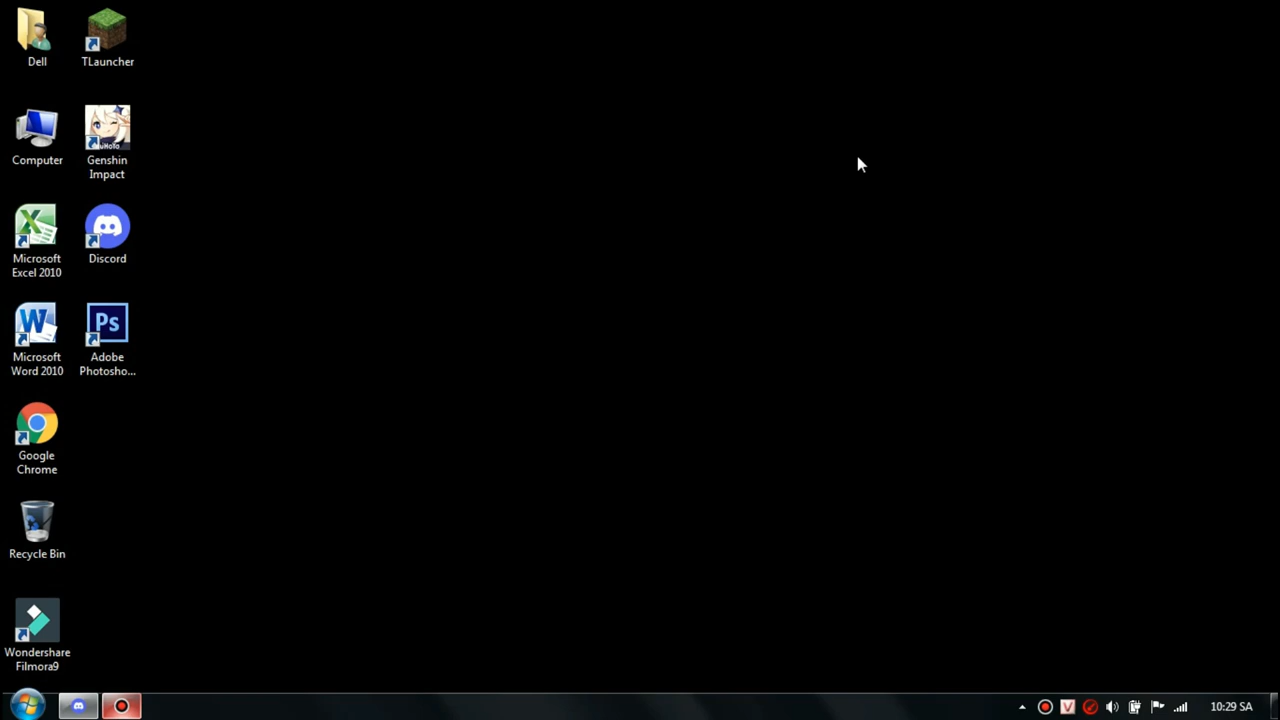 Dell
TLauncher
Computer
Genshin
Impact
Microsoft
Excel 2010
Discord
Microsoft
Word 2010
Ps
Adobe
Photosho...
Google
Chrome
Recycle Bin
Wondershare
Filmora9
V
10:29 SA